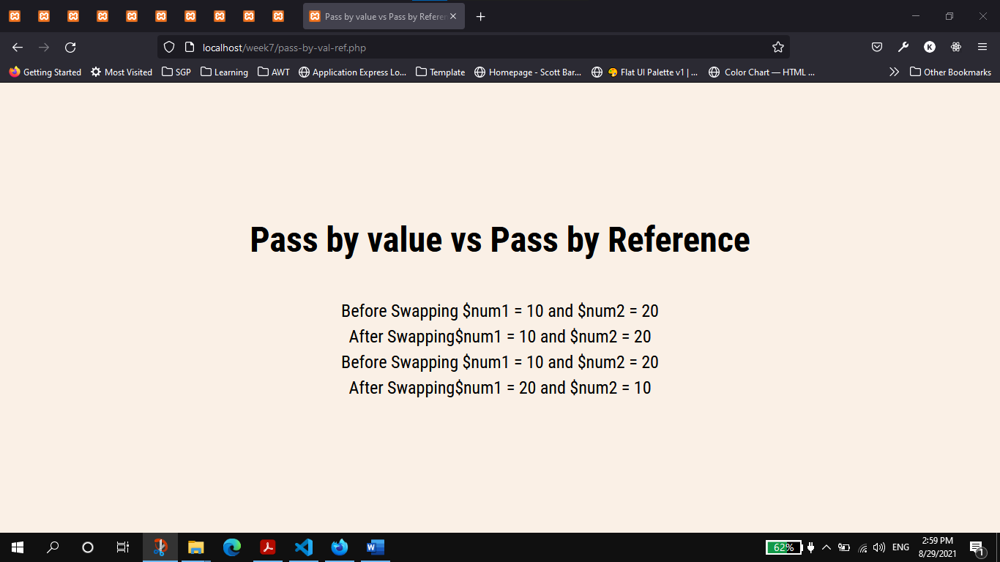 Pass by value vs Pass by Referen
localhost/week7/pass-by-val-ref.php
Getting Started Most Visited SGP Learning AWT Application Express Lo... Template Homepage - Scott Bar... Flat UI Palette v1 | ... Color Chart — HTML ... Other Bookmarks
Pass by value vs Pass by Reference
Before Swapping $num1 = 10 and $num2 = 20
After Swapping$num1 = 10 and $num2 = 20
Before Swapping $num1 = 10 and $num2 = 20
After Swapping$num1 = 20 and $num2 = 10
62% ENG
2:59 PM
8/29/2021
1